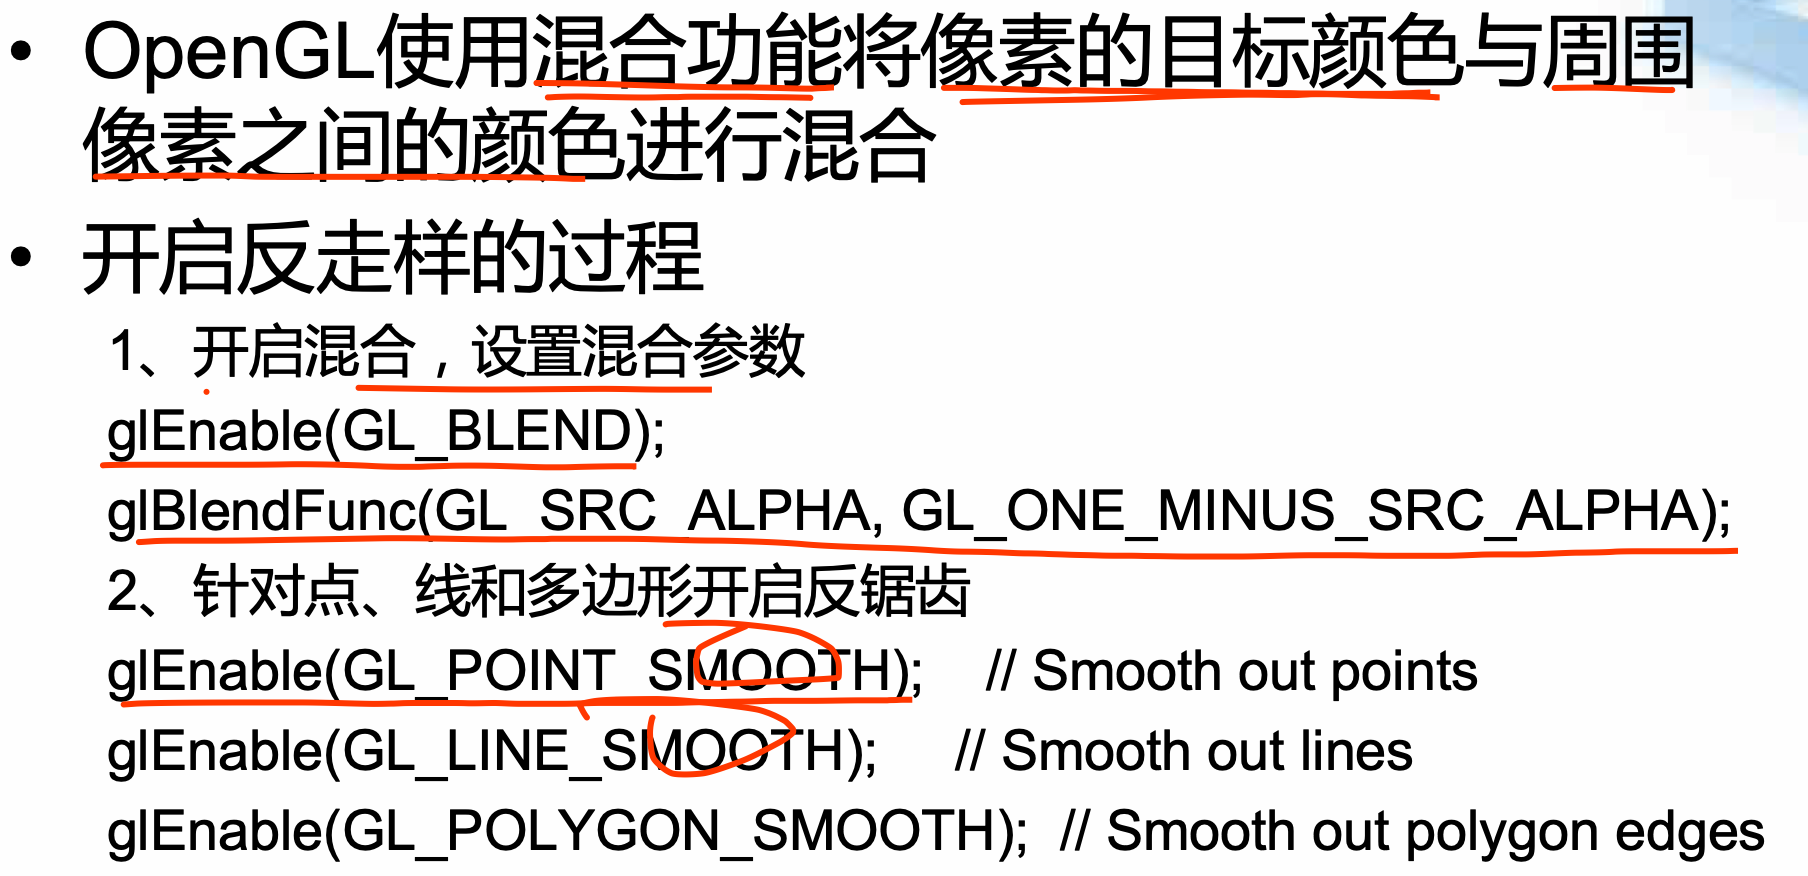 • OpenGL使用混合功能将像素的目标颜色与周围
像素之间的颜色进行混合
• 开启反走样的过程
1、开启混合，设置混合参数
glEnable(GL_BLEND);
glBlendFunc(GL_SRC_ALPHA, GL_ONE_MINUS_SRC_ALPHA);
2、针对点、线和多边形开启反锯齿
glEnable(GL_POINT_SMOOTH); // Smooth out points
glEnable(GL_LINE_SMOOTH); // Smooth out lines
glEnable(GL_POLYGON_SMOOTH); // Smooth out polygon edges